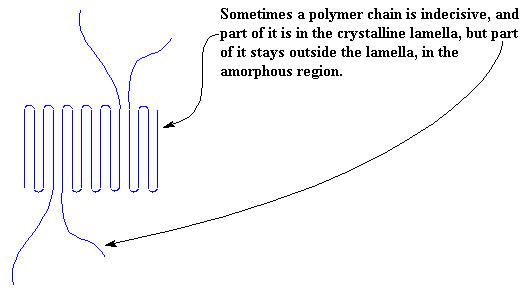 Sometimes a polymer chain is indecisive, and
part of it is in the crystalline lamella, but part
of it stays outside the lamella, in the
amorphous region.